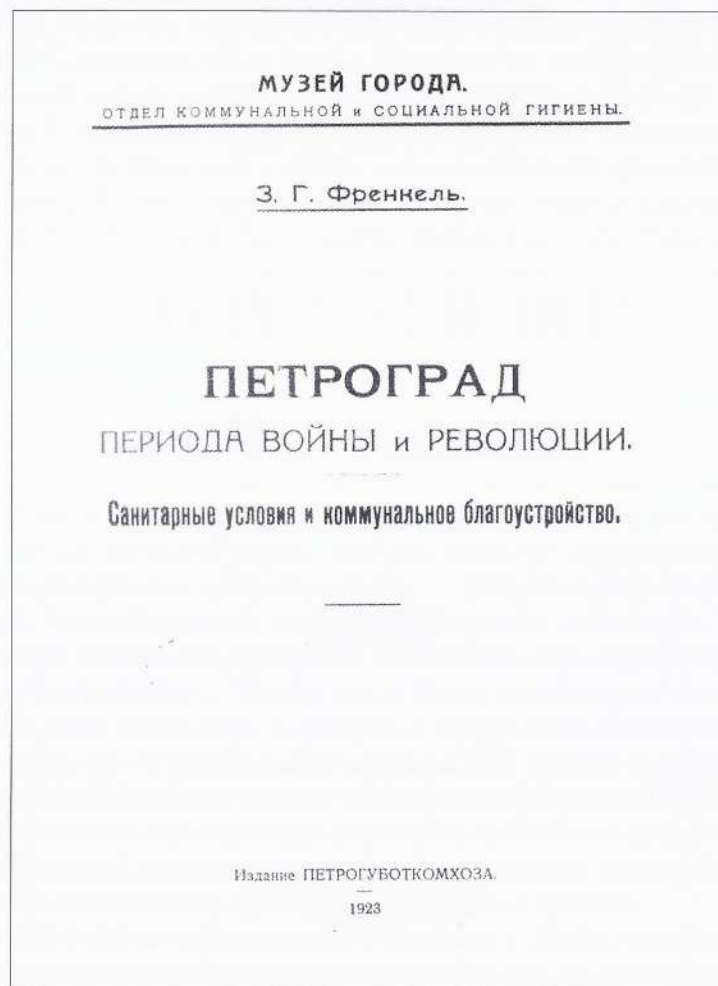 МУЗЕЙ ГОРОДА.
ОТДЕЛ КОММУНАЛЬНОЙ и СОЦИАЛЬНОЙ ГИГИЕНЫ.
З. Г. Френкель.
ПЕТРОГРАД
ПЕРИОДА ВОЙНЫ и РЕВОЛЮЦИИ.
Санитарные условия и коммунальное благоустройство.
Издание ПЕТРОГУБОТКОМХОЗА.
1923